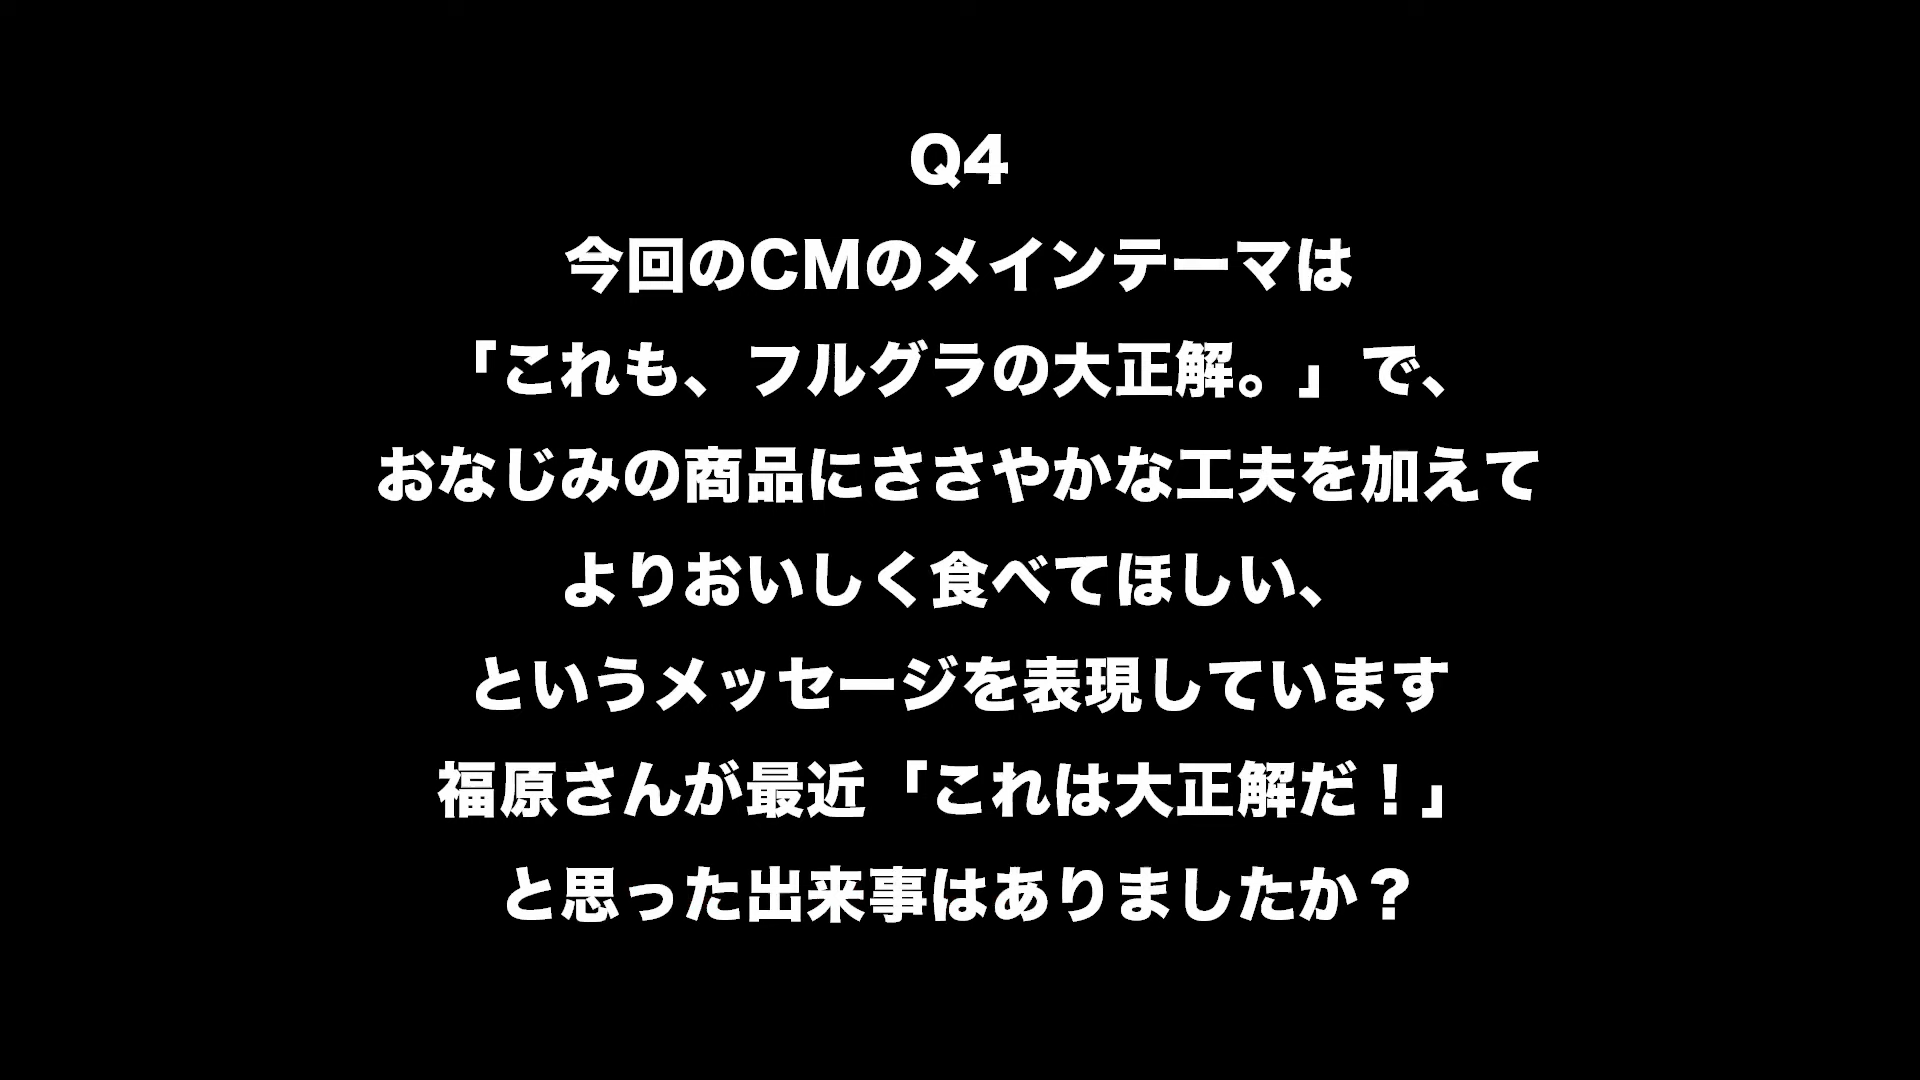 Q4
今回のCMのメインテーマは
「これも、フルグラの大正解。」で、
おなじみの商品にささやかな工夫を加えて
よりおいしく食べてほしい、
というメッセージを表現しています
福原さんが最近「これは大正解だ！」
と思った出来事はありましたか？